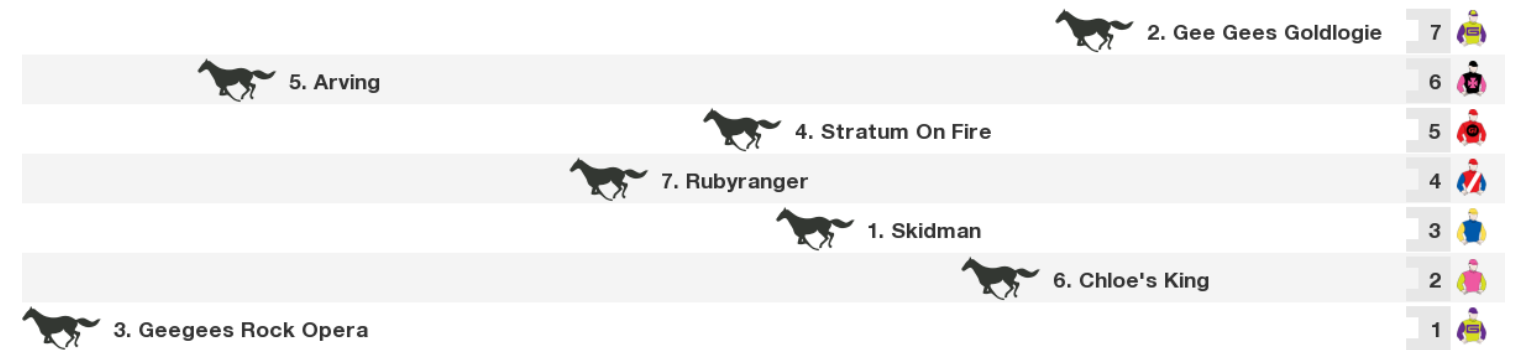 2. Gee Gees Goldlogie 7
5. Arving 6
4. Stratum On Fire 5
7. Rubyranger 4
1. Skidman 3
6. Chloe's King 2
3. Geegees Rock Opera 1